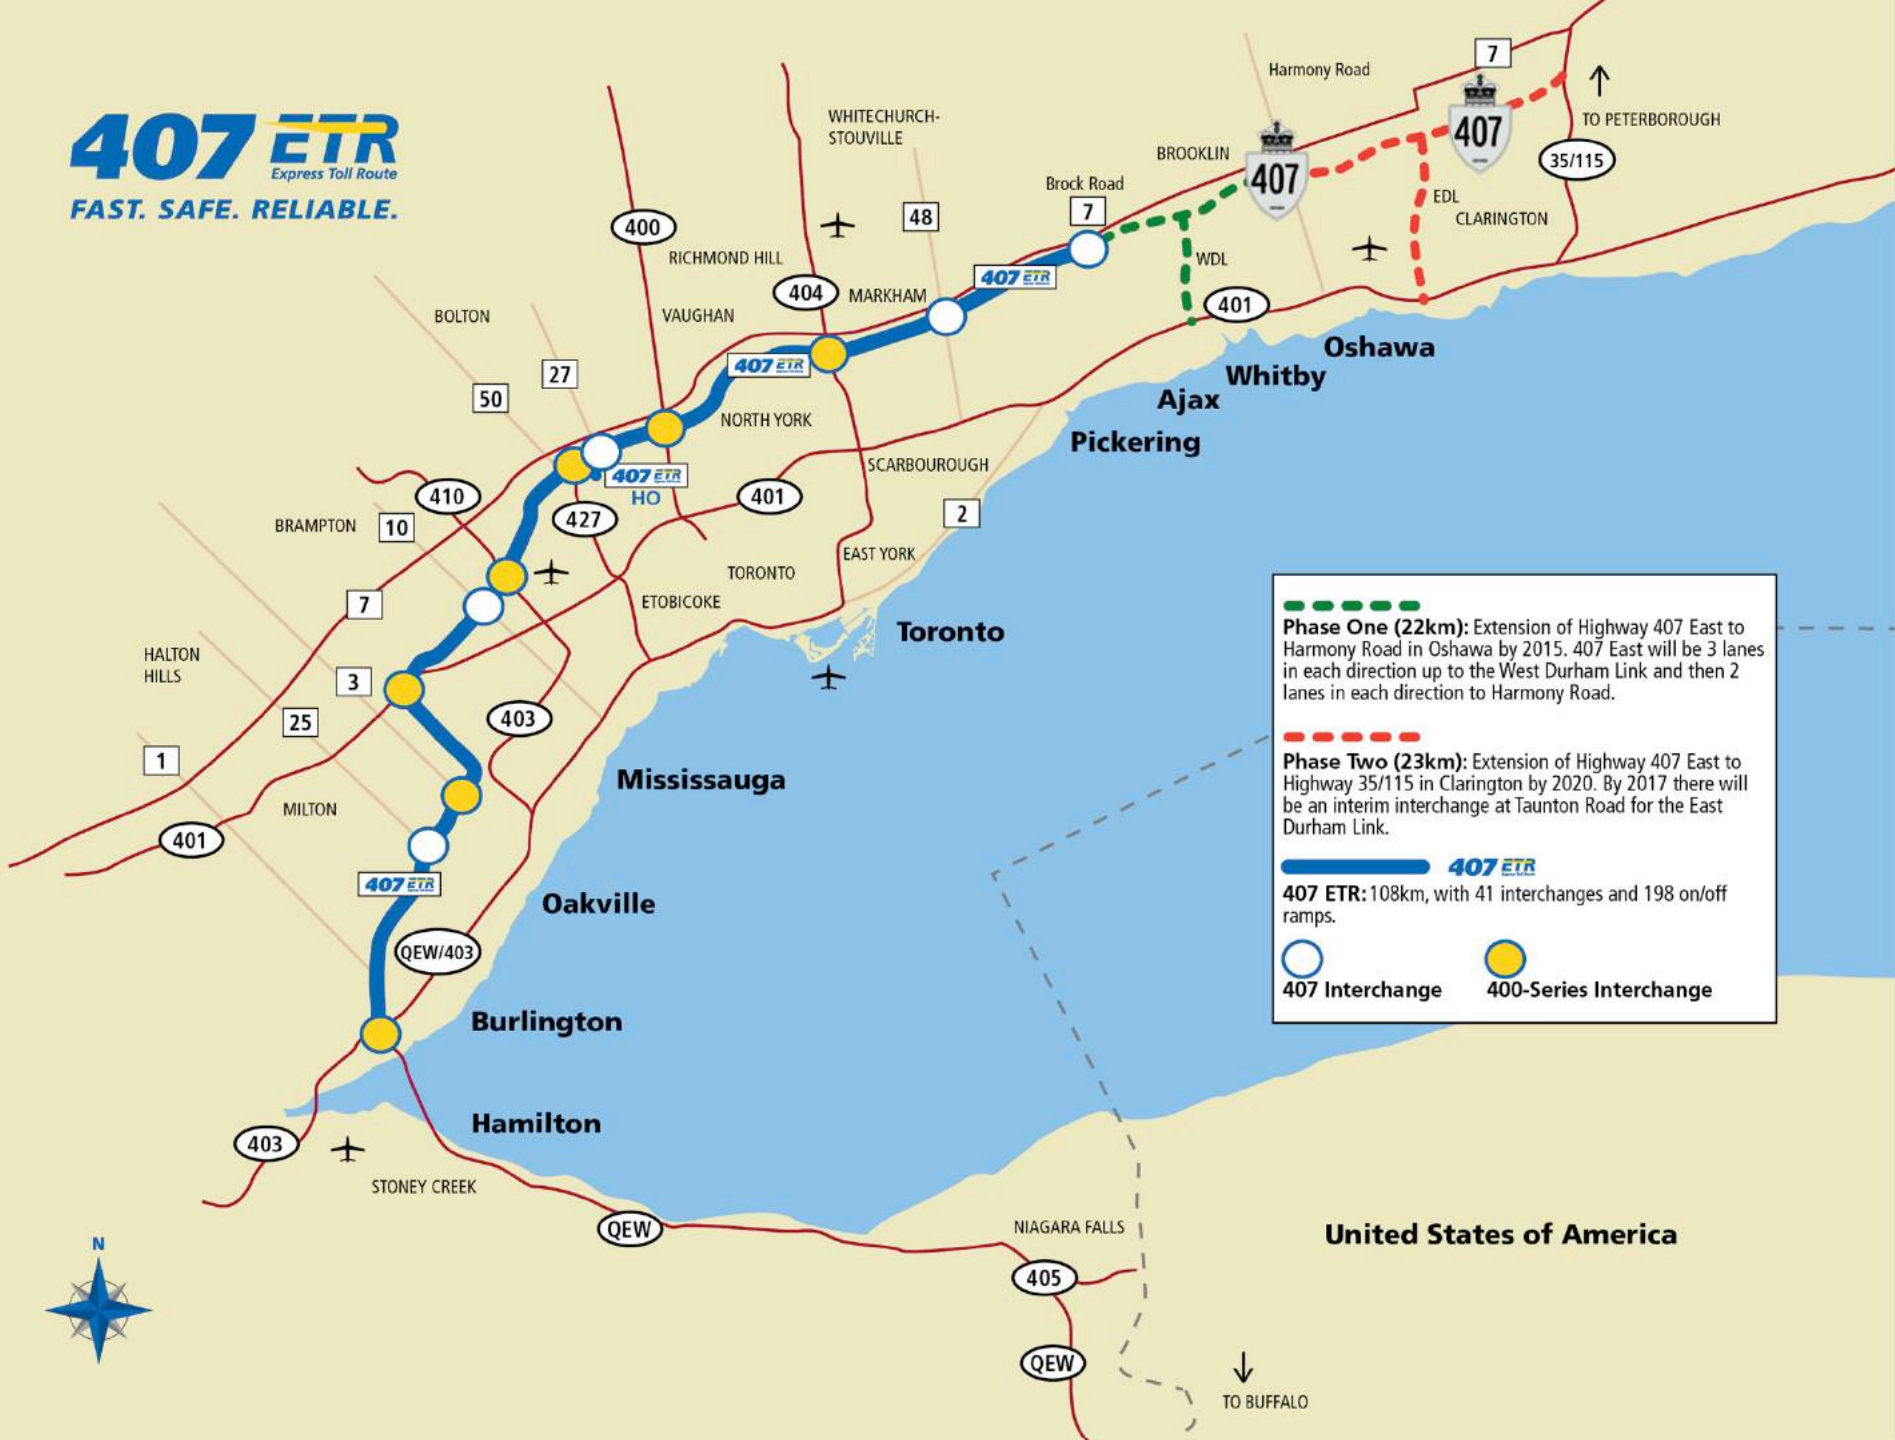 407 ETR
Express Toll Route
FAST. SAFE. RELIABLE.
Harmony Road
7
WHITECHURCH-
STOUVILLE
TO PETERBOROUGH
407
BROOKLIN
407
35/115
Brock Road
7
EDL
CLARINGTON
48
400
RICHMOND HILL
WDL
407 ETR
404
MARKHAM
401
BOLTON
VAUGHAN
Oshawa
27
407 ETR
Whitby
50
Ajax
NORTH YORK
Pickering
SCARBOUROUGH
407 ETR
HO
410
401
2
427
BRAMPTON
10
EAST YORK
TORONTO
7
ETOBICOKE
Toronto
HALTON
HILLS
3
25
403
1
Mississauga
MILTON
401
407 ETR
Oakville
QEW/403
Burlington
Hamilton
403
STONEY CREEK
QEW
NIAGARA FALLS
405
QEW
United States of America
TO BUFFALO
N
Phase One (22km): Extension of Highway 407 East to
Harmony Road in Oshawa by 2015. 407 East will be 3 lanes
in each direction up to the West Durham Link and then 2
lanes in each direction to Harmony Road.
Phase Two (23km): Extension of Highway 407 East to
Highway 35/115 in Clarington by 2020. By 2017 there will
be an interim interchange at Taunton Road for the East
Durham Link.
407 ETR
407 ETR: 108km, with 41 interchanges and 198 on/off
ramps.
407 Interchange
400-Series Interchange